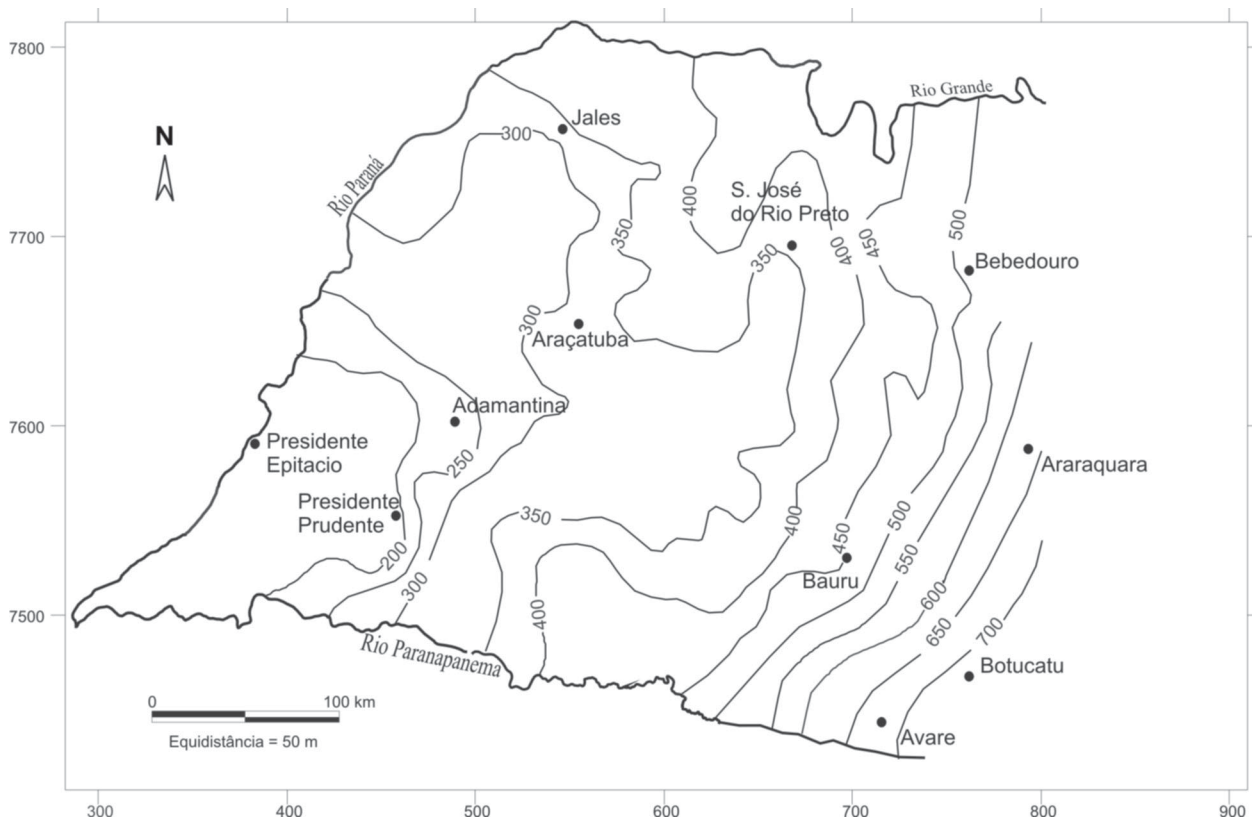 7800
7700
7600
7500
300
400
500
600
700
800
900
N
Rio Grande
Rio Paraná
Rio Paranapanema
Jales
S. José
do Rio Preto
Bebedouro
Araçatuba
Adamantina
Presidente
Epitacio
Presidente
Prudente
Araraquara
Bauru
Botucatu
Avare
300
350
400
350
400
450
500
300
250
200
300
350
400
400
450
500
550
600
650
700
0 100 km
Equidistância = 50 m